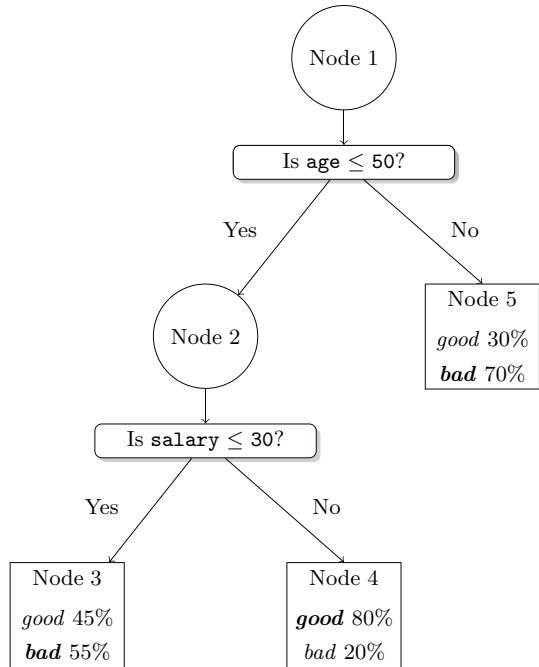 Node 1
Is age ≤ 50?
Yes
No
Node 2
Node 5
good 30%
bad 70%
Is salary ≤ 30?
Yes
No
Node 3
good 45%
bad 55%
Node 4
good 80%
bad 20%